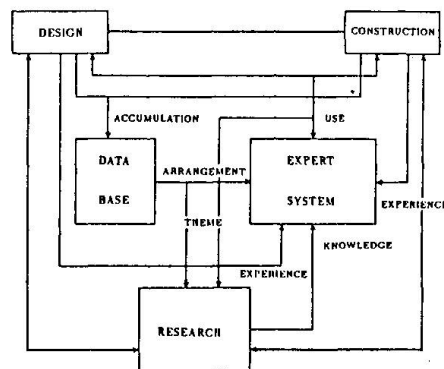 DESIGN
CONSTRUCTION
ACCUMULATION
USE
DATA
BASE
ARRANGEMENT
EXPERT
SYSTEM
THEME
EXPERIENCE
KNOWLEDGE
EXPERIENCE
RESEARCH